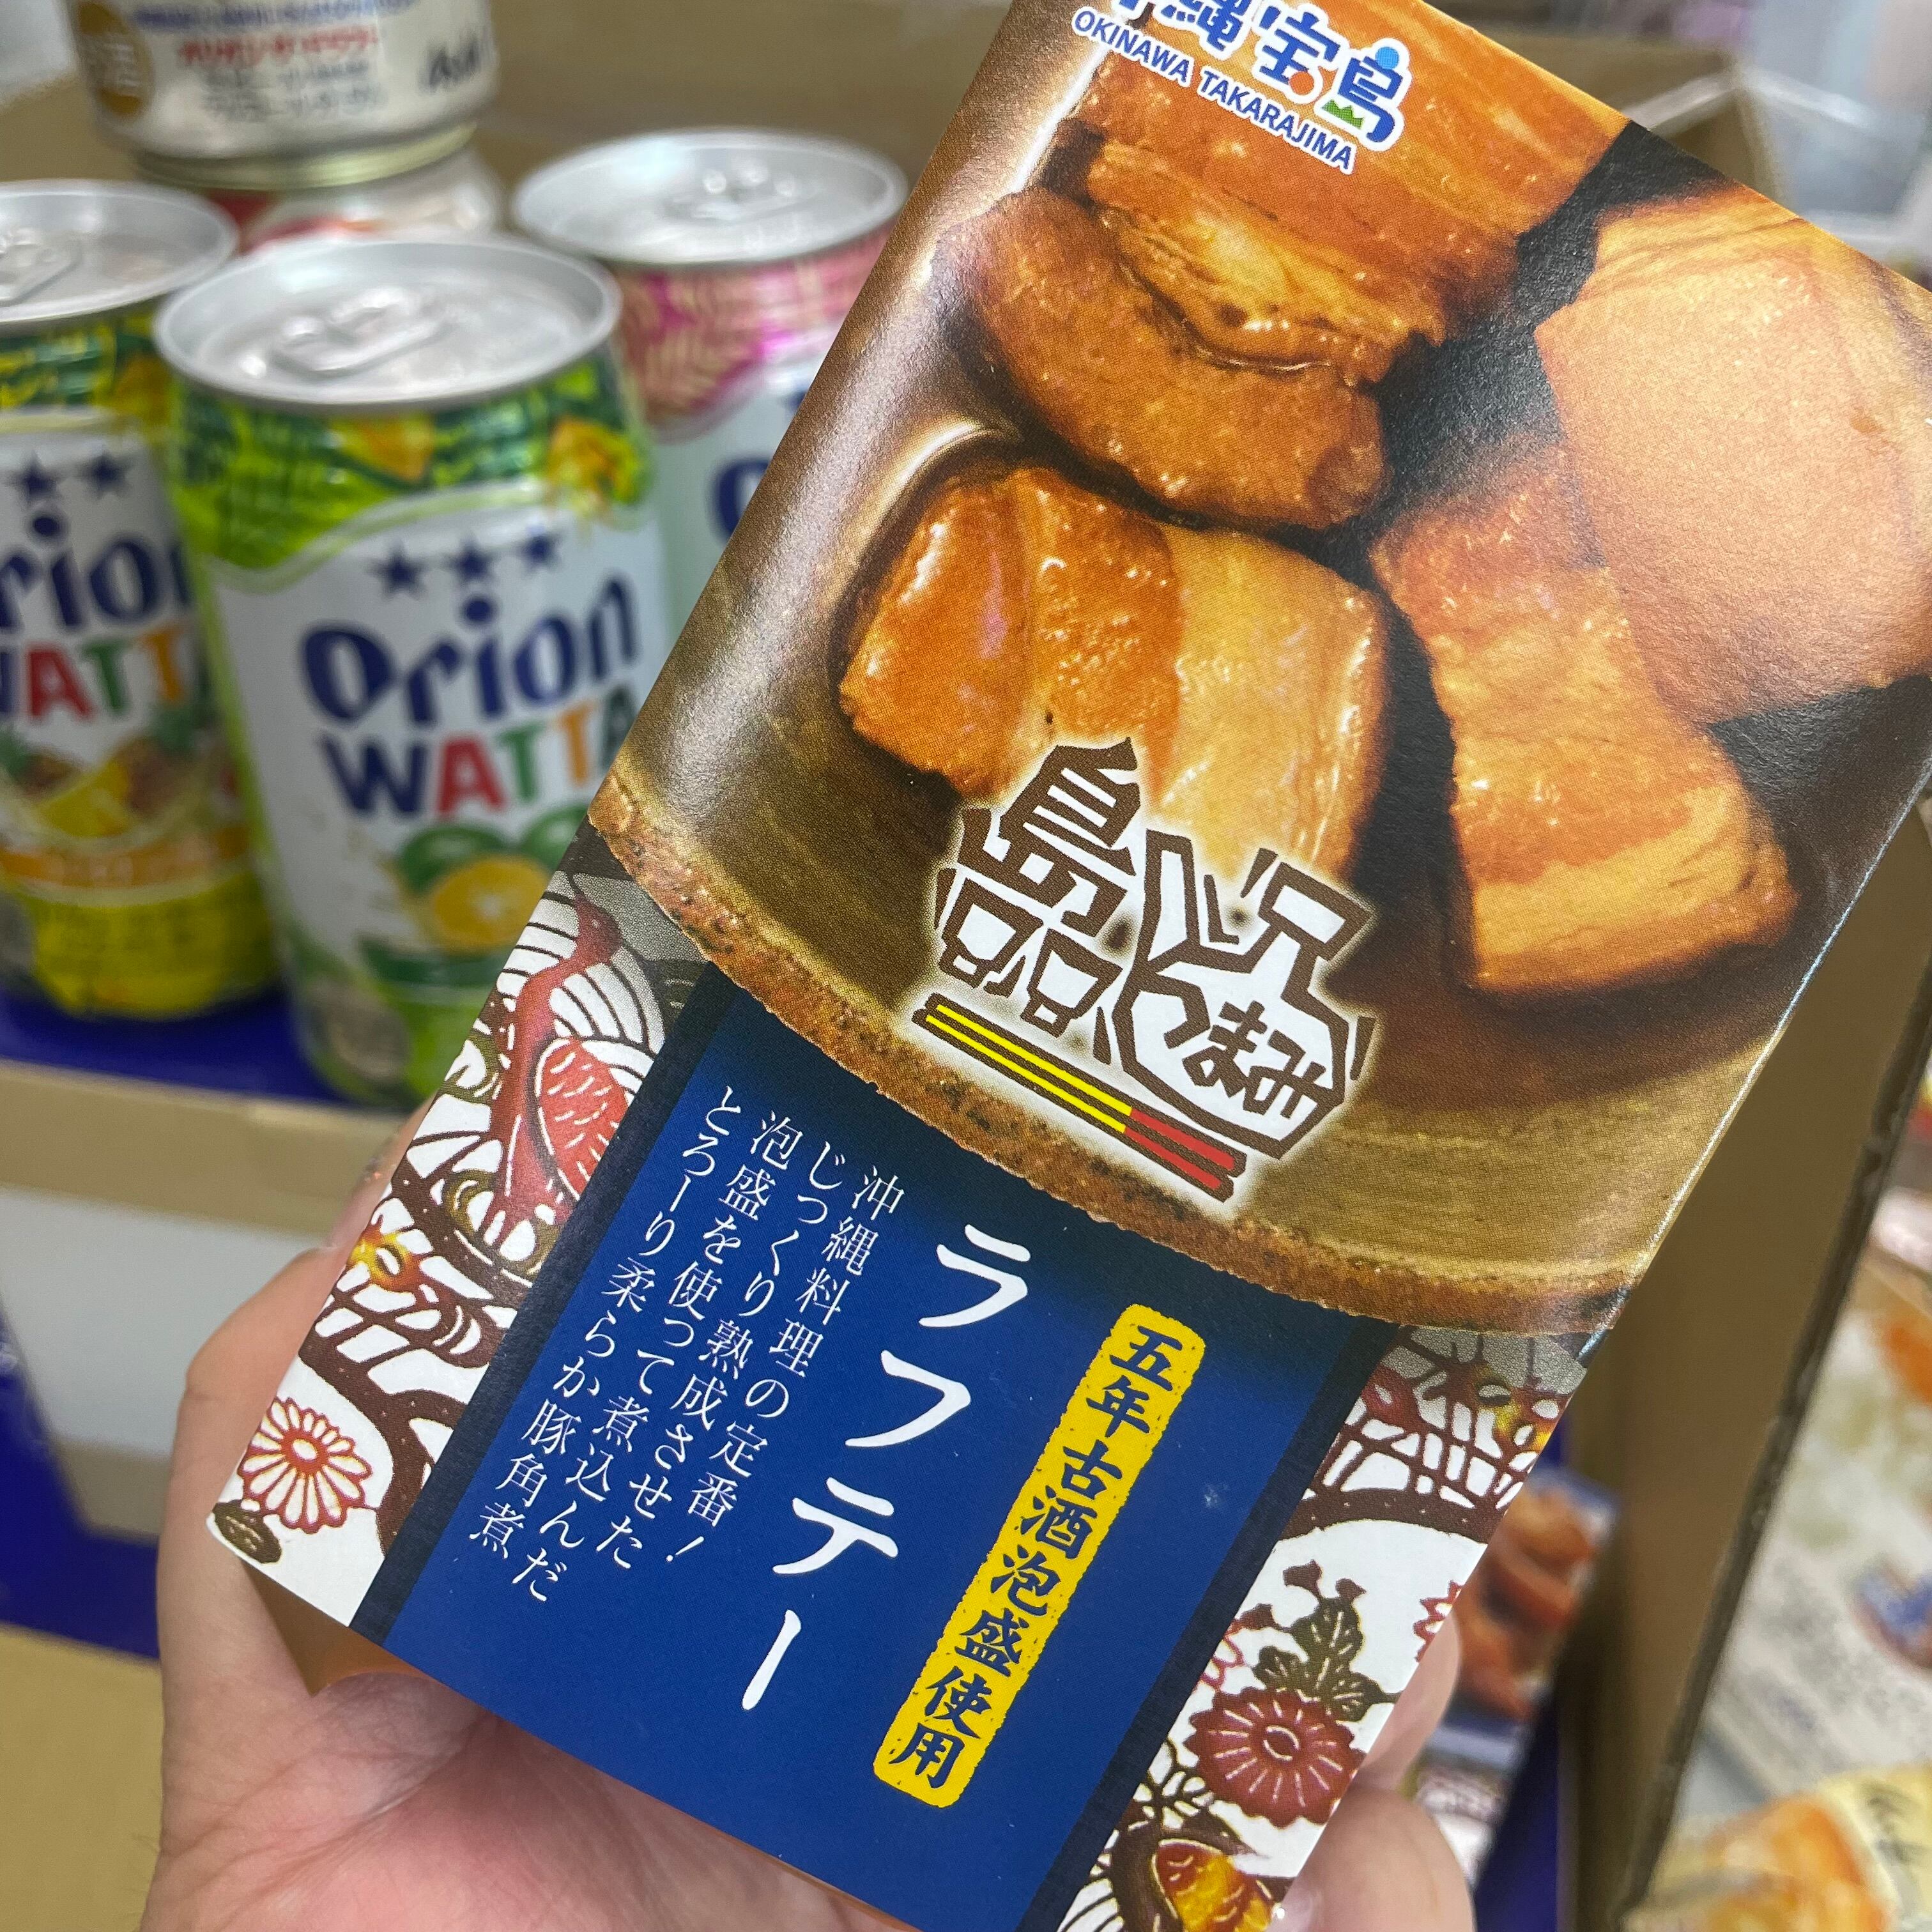 沖縄宝島
OKINAWA TAKARAJIMA
島酒
つまみ
五年古酒泡盛使用
ラフテー
沖縄料理の定番！
じっくり熟成させた
泡盛を使って煮込んだ
とろーり柔らか豚角煮
Orion
WATTA
Orion
WATTA
Asahi